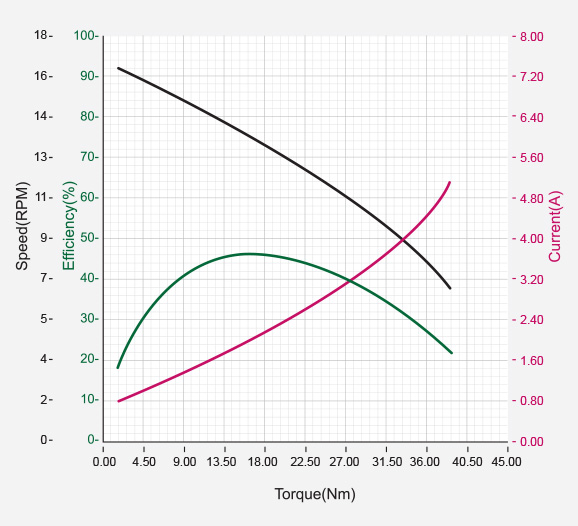 18- 100- - 8.00
16- 90- - 7.20
14- 80- - 6.40
13- 70- - 5.60
11- 60- - 4.80
9- 50- - 4.00
7- 40- - 3.20
5- 30- - 2.40
4- 20- - 1.60
2- 10- - 0.80
0- 0- - 0.00
Speed(RPM)
Efficiency(%)
Current(A)
0.00 4.50 9.00 13.50 18.00 22.50 27.00 31.50 36.00 40.50 45.00
Torque(Nm)